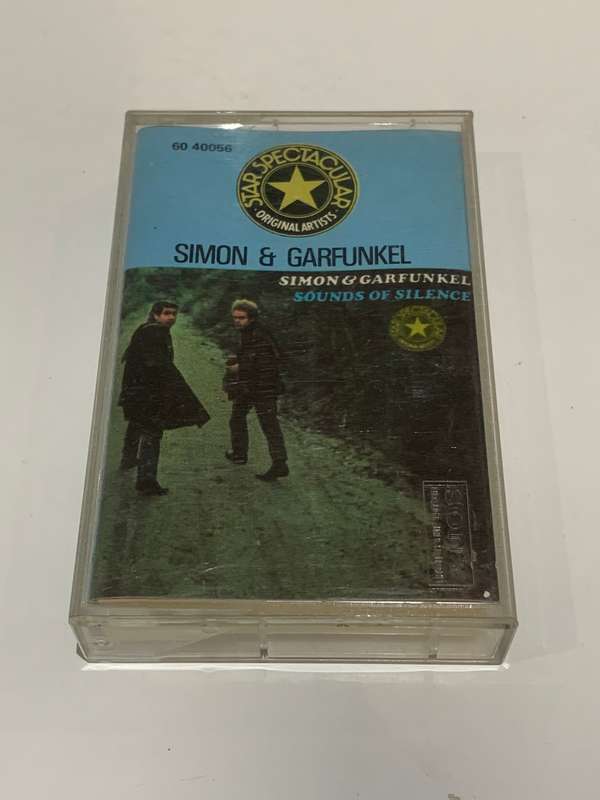 60 40056
STAR SPECTACULAR
· ORIGINAL ARTISTS ·
SIMON & GARFUNKEL
SIMON & GARFUNKEL
SOUNDS OF SILENCE